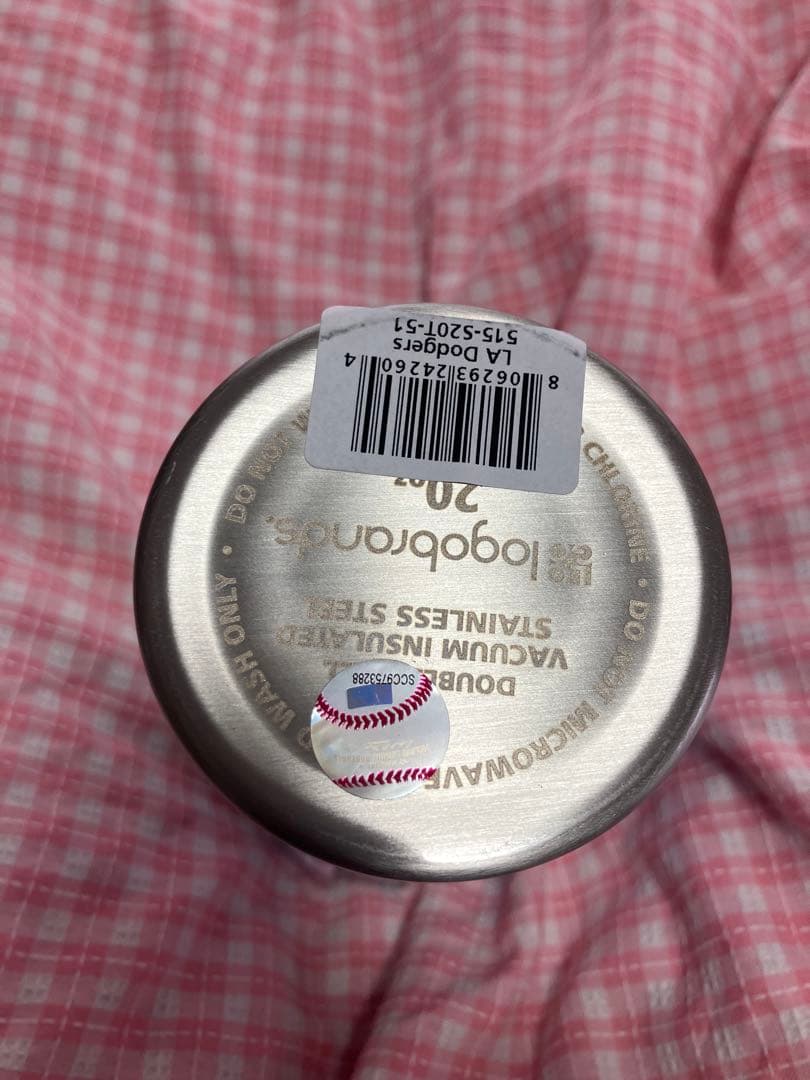 515-S20T-51
LA Dodgers
8 06293 24260 4
20oz
logobrands.
DOUBLE
VACUUM INSULATED
STAINLESS STEEL
WASH ONLY • DO NOT
CHLORINE • DO NOT MICROWAVE
SCC9753288